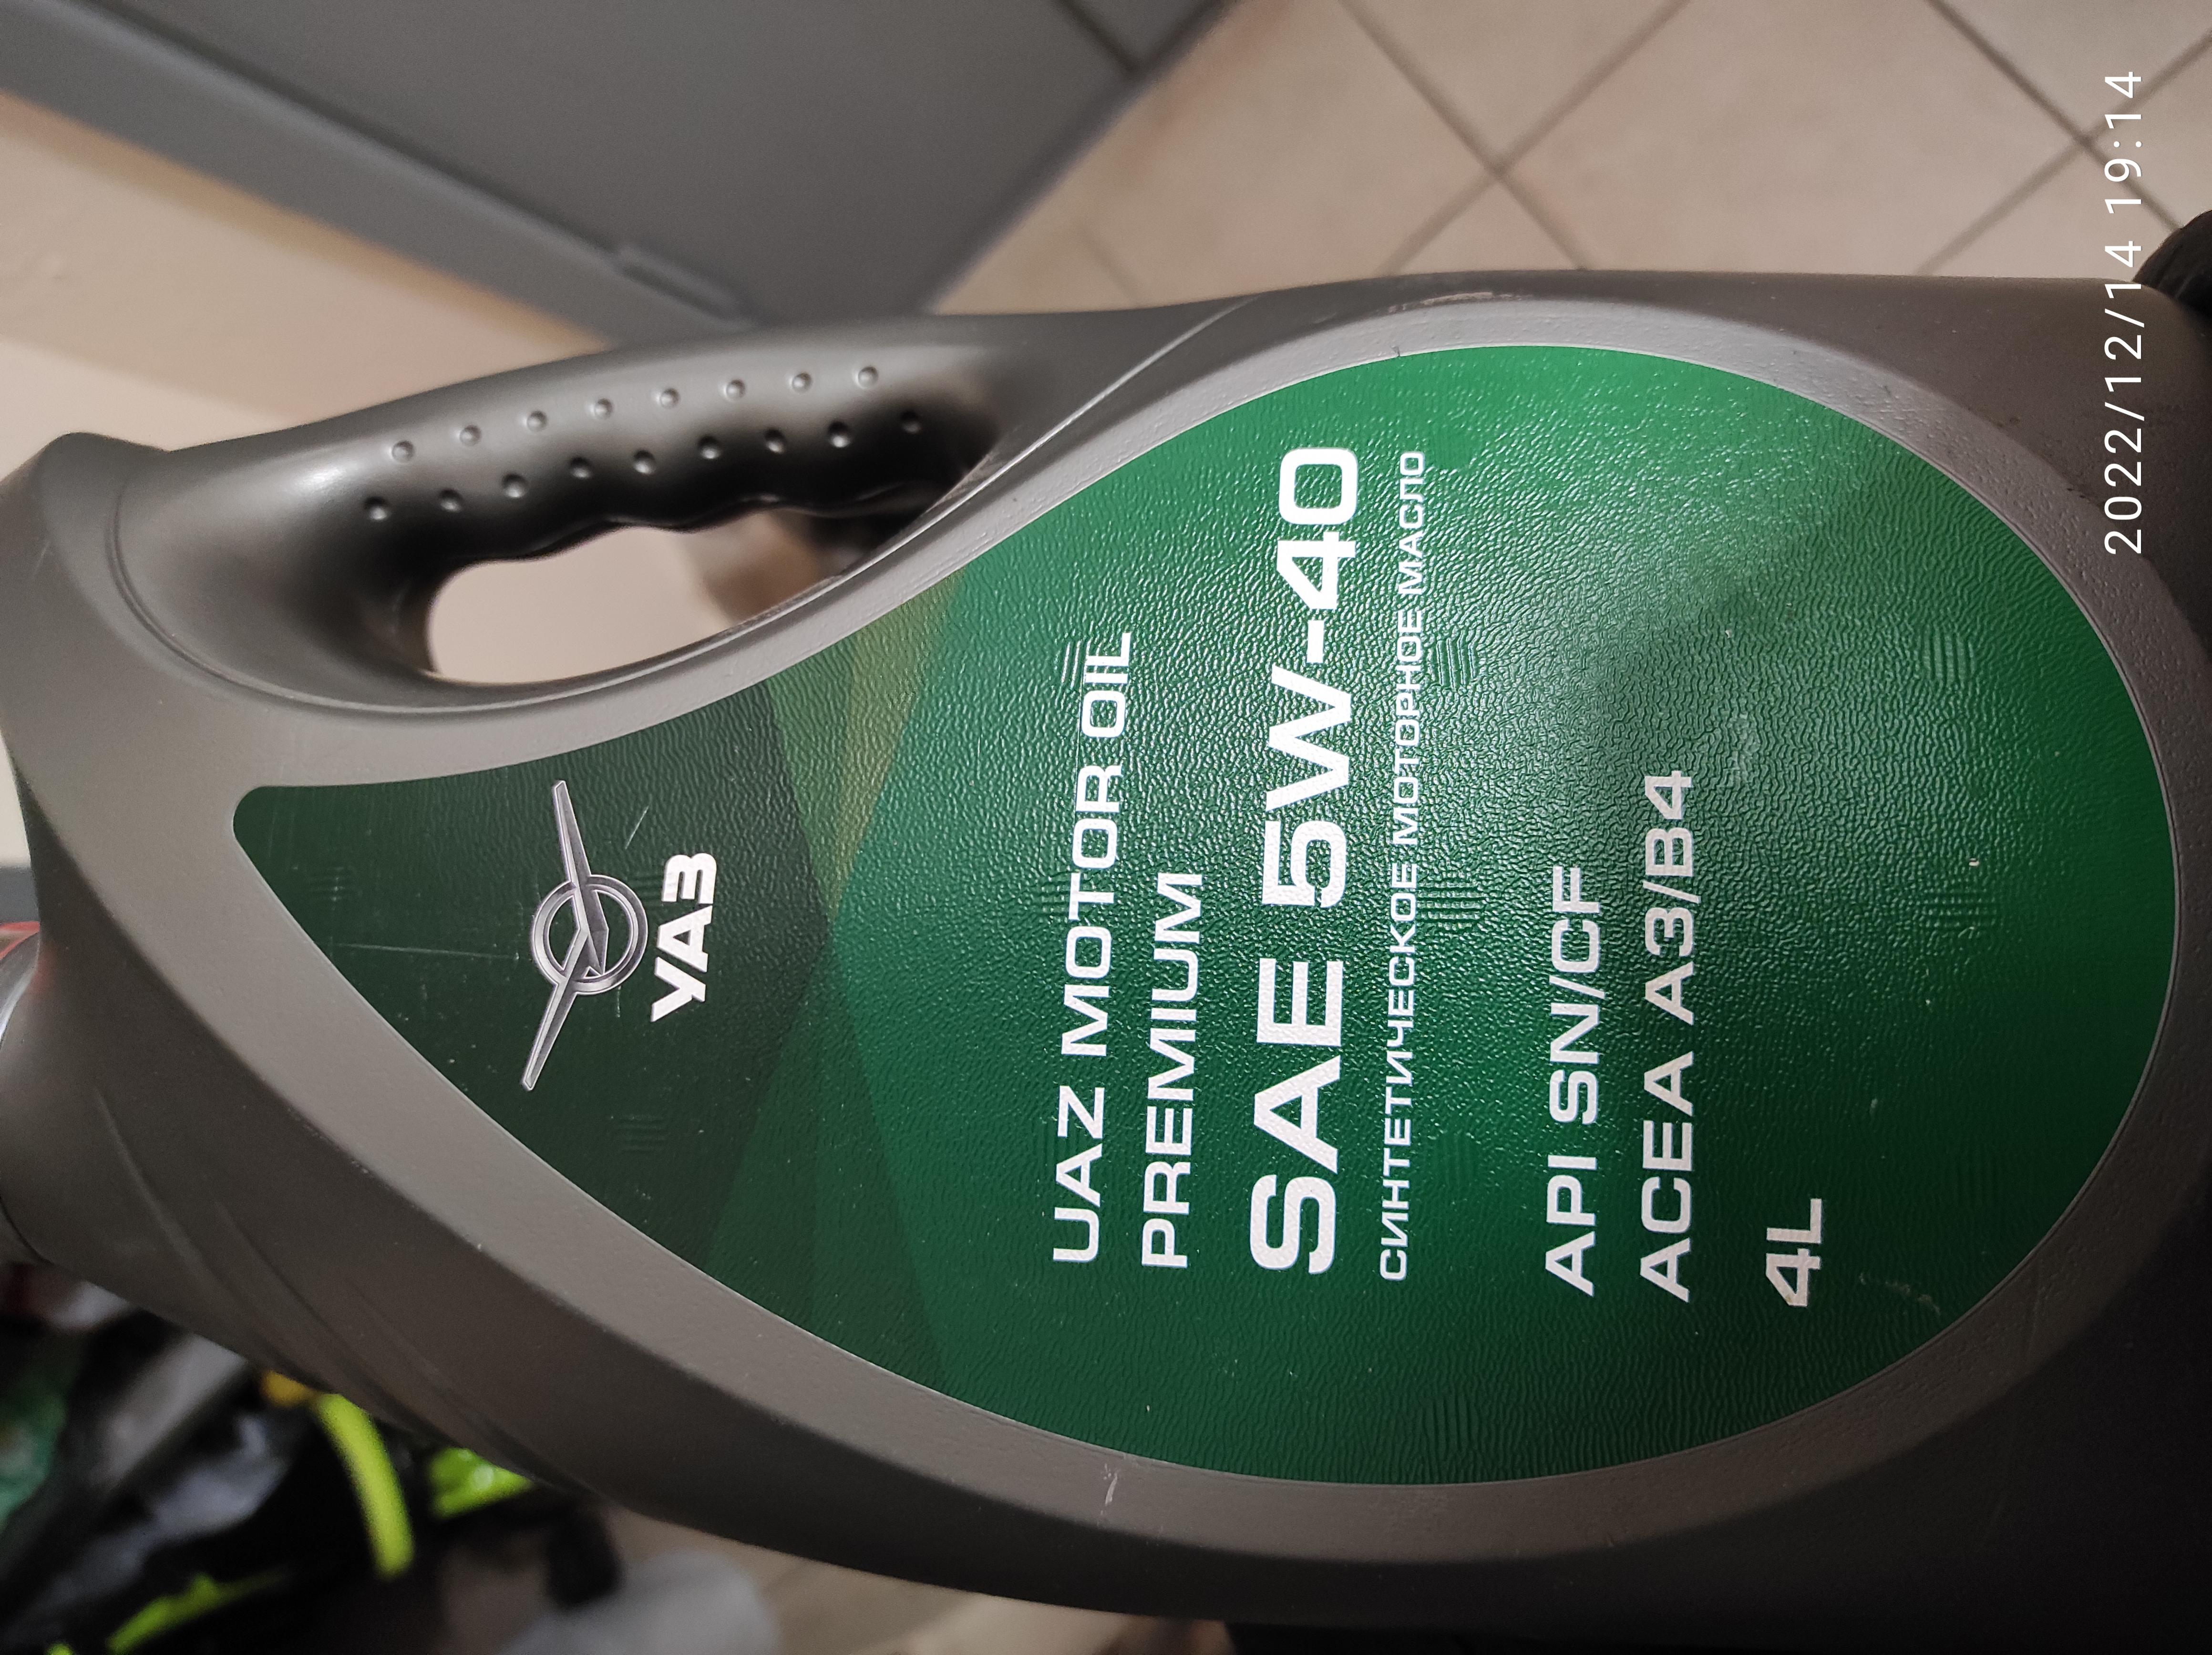 УАЗ
UAZ MOTOR OIL
PREMIUM
SAE 5W-40
СИНТЕТИЧЕСКОЕ МОТОРНОЕ МАСЛО
API SN/CF
ACEA A3/B4
4L
2022/12/14 19:14